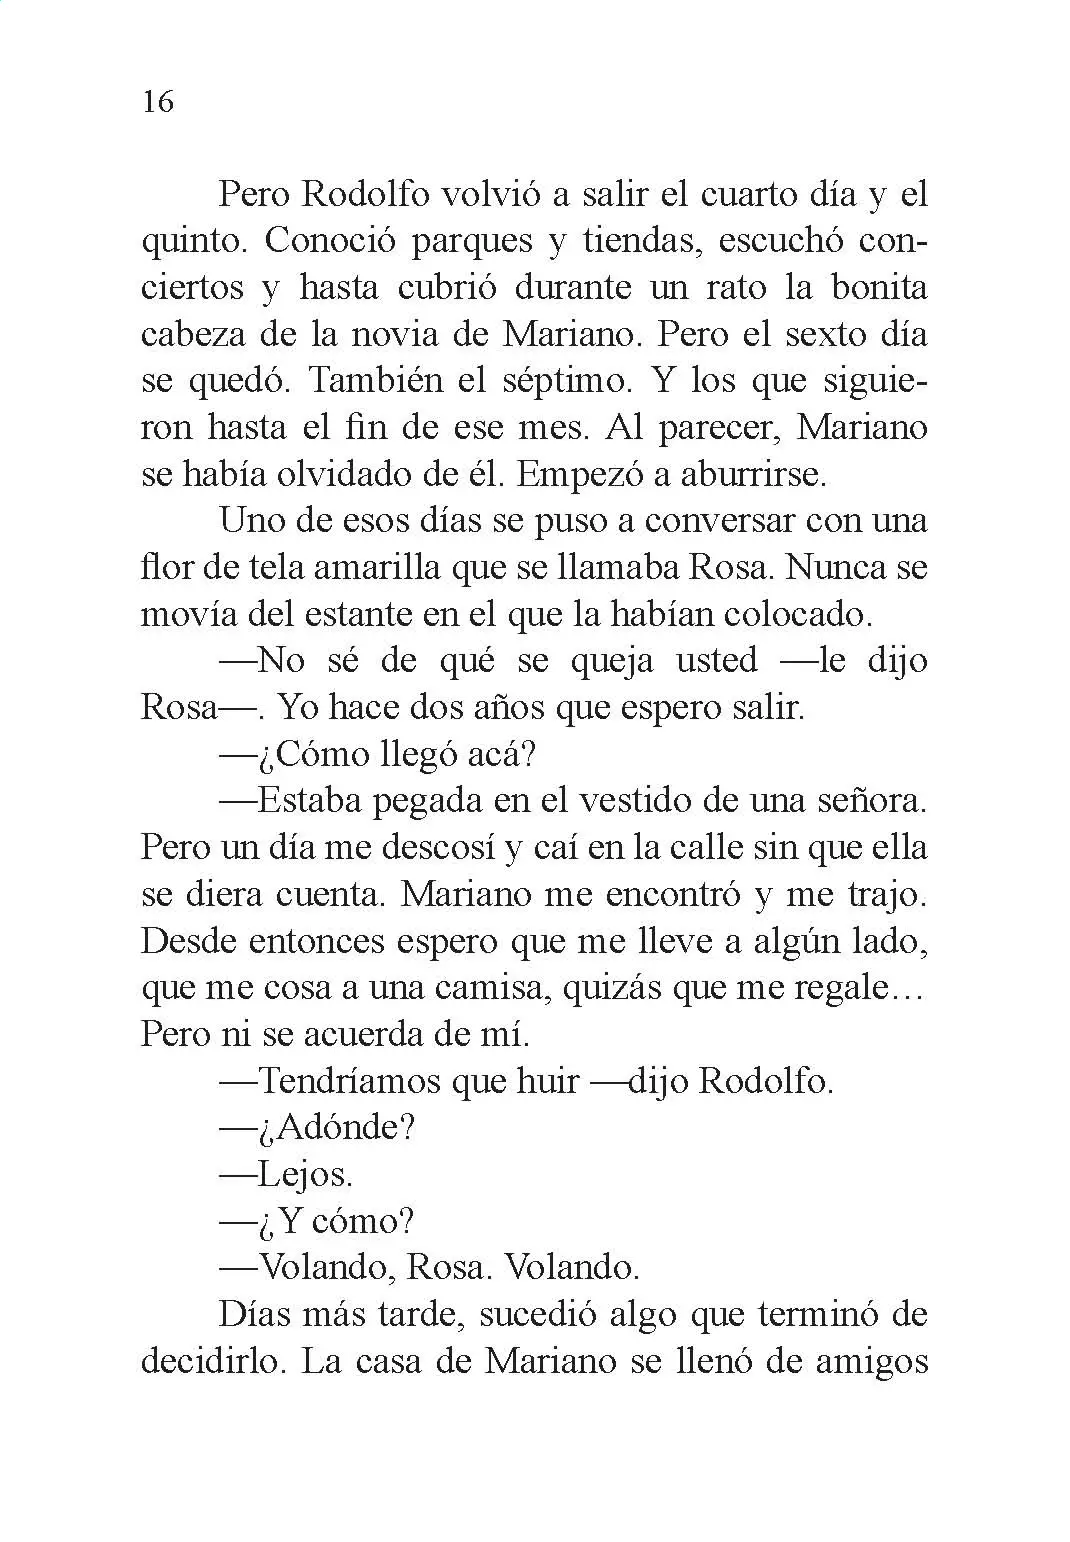 16
Pero Rodolfo volvió a salir el cuarto día y el
quinto. Conoció parques y tiendas, escuchó con-
ciertos y hasta cubrió durante un rato la bonita
cabeza de la novia de Mariano. Pero el sexto día
se quedó. También el séptimo. Y los que siguie-
ron hasta el fin de ese mes. Al parecer, Mariano
se había olvidado de él. Empezó a aburrirse.
Uno de esos días se puso a conversar con una
flor de tela amarilla que se llamaba Rosa. Nunca se
movía del estante en el que la habían colocado.
—No sé de qué se queja usted —le dijo
Rosa—. Yo hace dos años que espero salir.
—¿Cómo llegó acá?
—Estaba pegada en el vestido de una señora.
Pero un día me descosí y caí en la calle sin que ella
se diera cuenta. Mariano me encontró y me trajo.
Desde entonces espero que me lleve a algún lado,
que me cosa a una camisa, quizás que me regale…
Pero ni se acuerda de mí.
—Tendríamos que huir —dijo Rodolfo.
—¿Adónde?
—Lejos.
—¿Y cómo?
—Volando, Rosa. Volando.
Días más tarde, sucedió algo que terminó de
decidirlo. La casa de Mariano se llenó de amigos